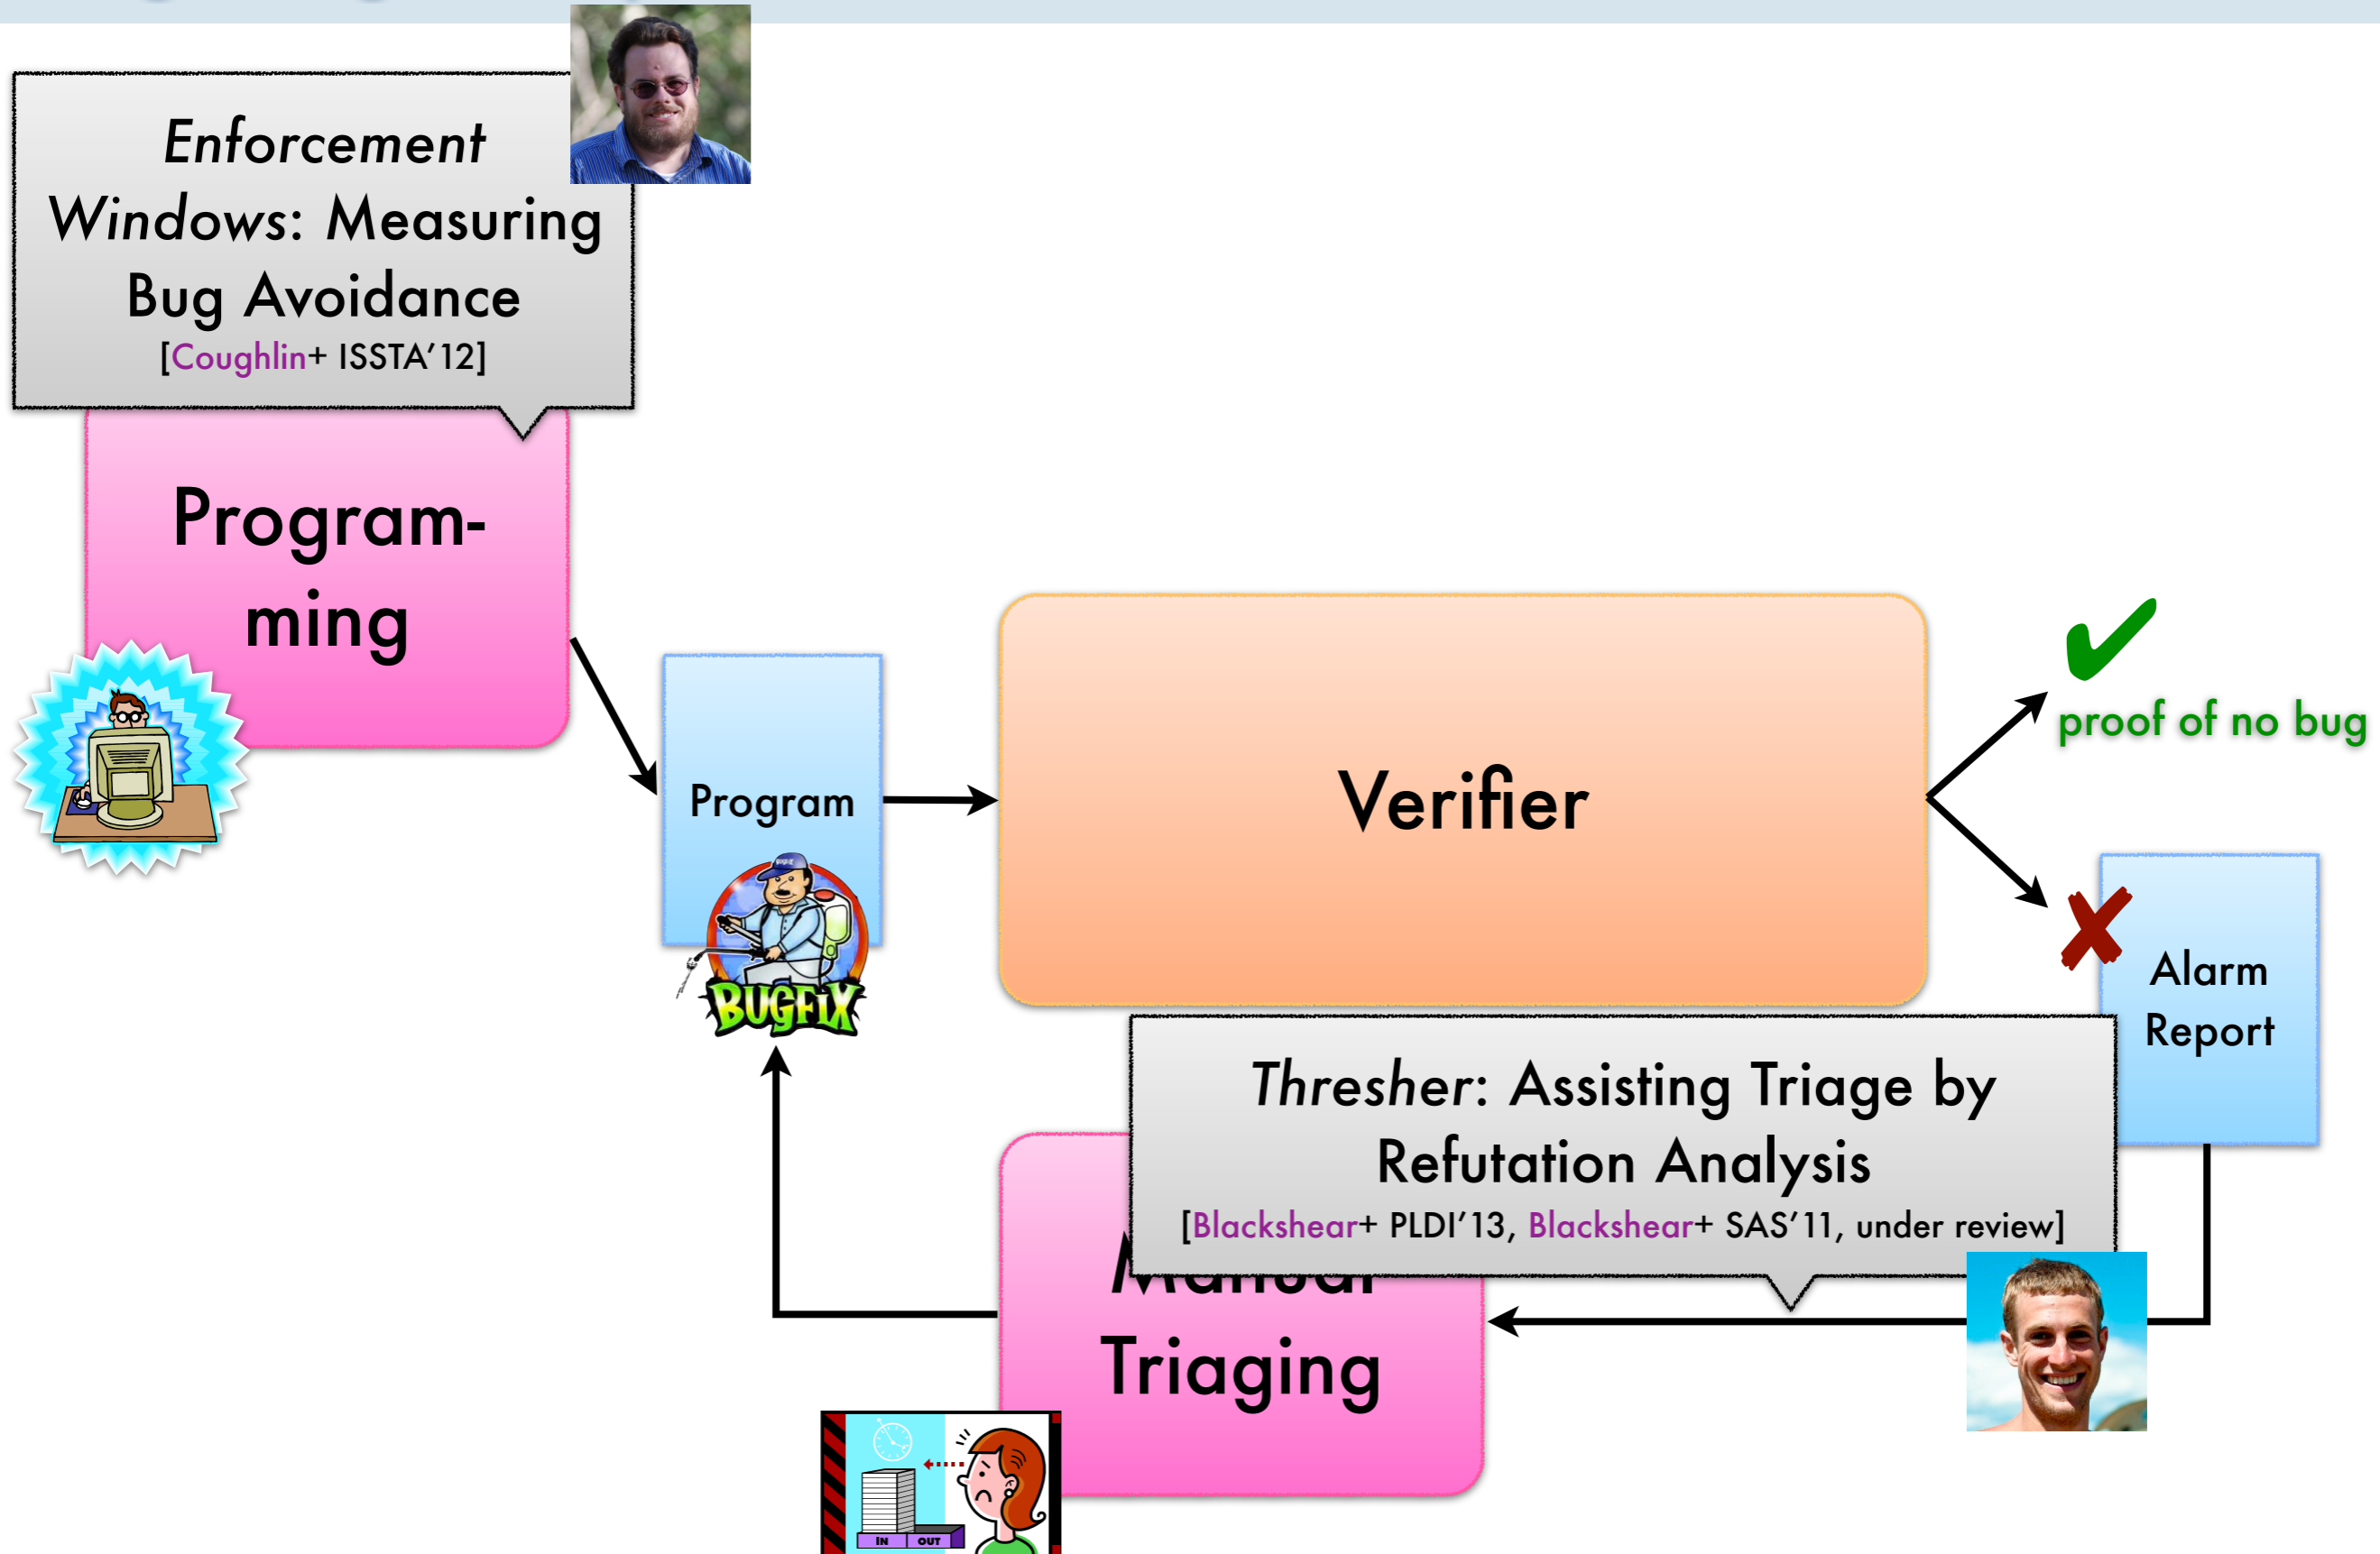 Enforcement
Windows: Measuring
Bug Avoidance
[Coughlin+ ISSTA'12]
Program-
ming
Program
BUGFIX
Verifier
proof of no bug
Alarm
Report
Thresher: Assisting Triage by
Refutation Analysis
[Blackshear+ PLDI'13, Blackshear+ SAS'11, under review]
Manual
Triaging
IN OUT